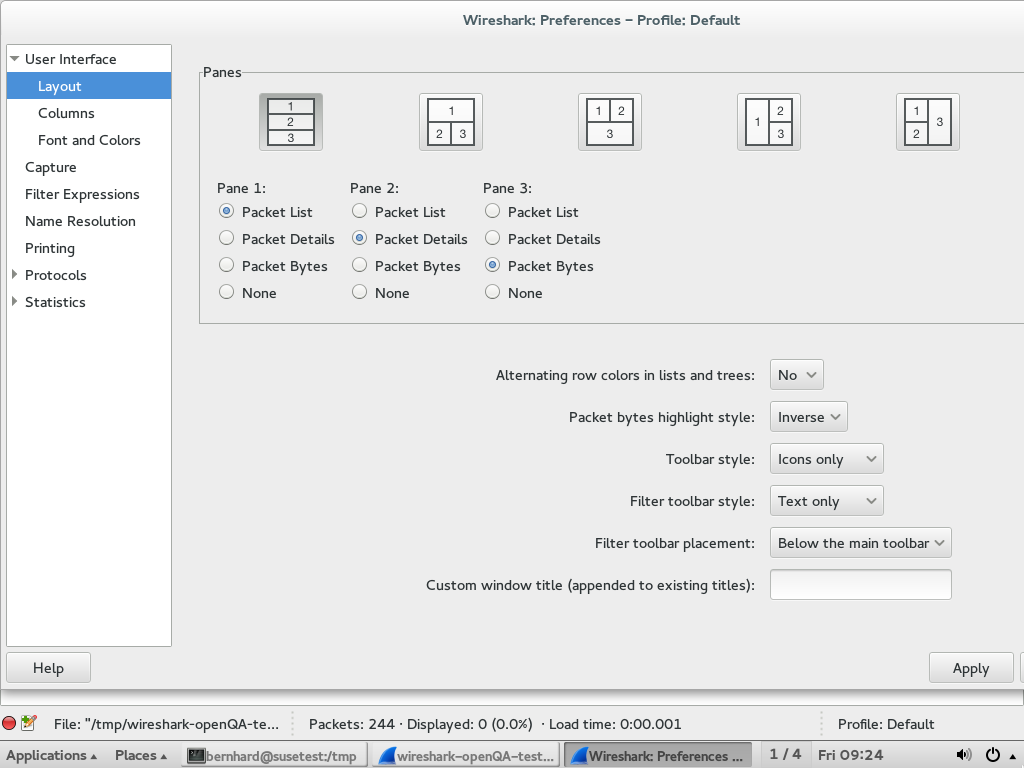 Wireshark: Preferences – Profile: Default
User Interface
Layout
Columns
Font and Colors
Capture
Filter Expressions
Name Resolution
Printing
Protocols
Statistics
Panes
1 2 3
1 2 3
1 2 3
1 2 3
1 2 3
Pane 1: Pane 2: Pane 3:
Packet List Packet List Packet List
Packet Details Packet Details Packet Details
Packet Bytes Packet Bytes Packet Bytes
None None None
Alternating row colors in lists and trees: No
Packet bytes highlight style: Inverse
Toolbar style: Icons only
Filter toolbar style: Text only
Filter toolbar placement: Below the main toolbar
Custom window title (appended to existing titles):
Help Apply
File: "/tmp/wireshark-openQA-te... Packets: 244 · Displayed: 0 (0.0%) · Load time: 0:00.001 Profile: Default
Applications Places bernhard@susetest:/tmp wireshark-openQA-test... Wireshark: Preferences ... 1 / 4 Fri 09:24